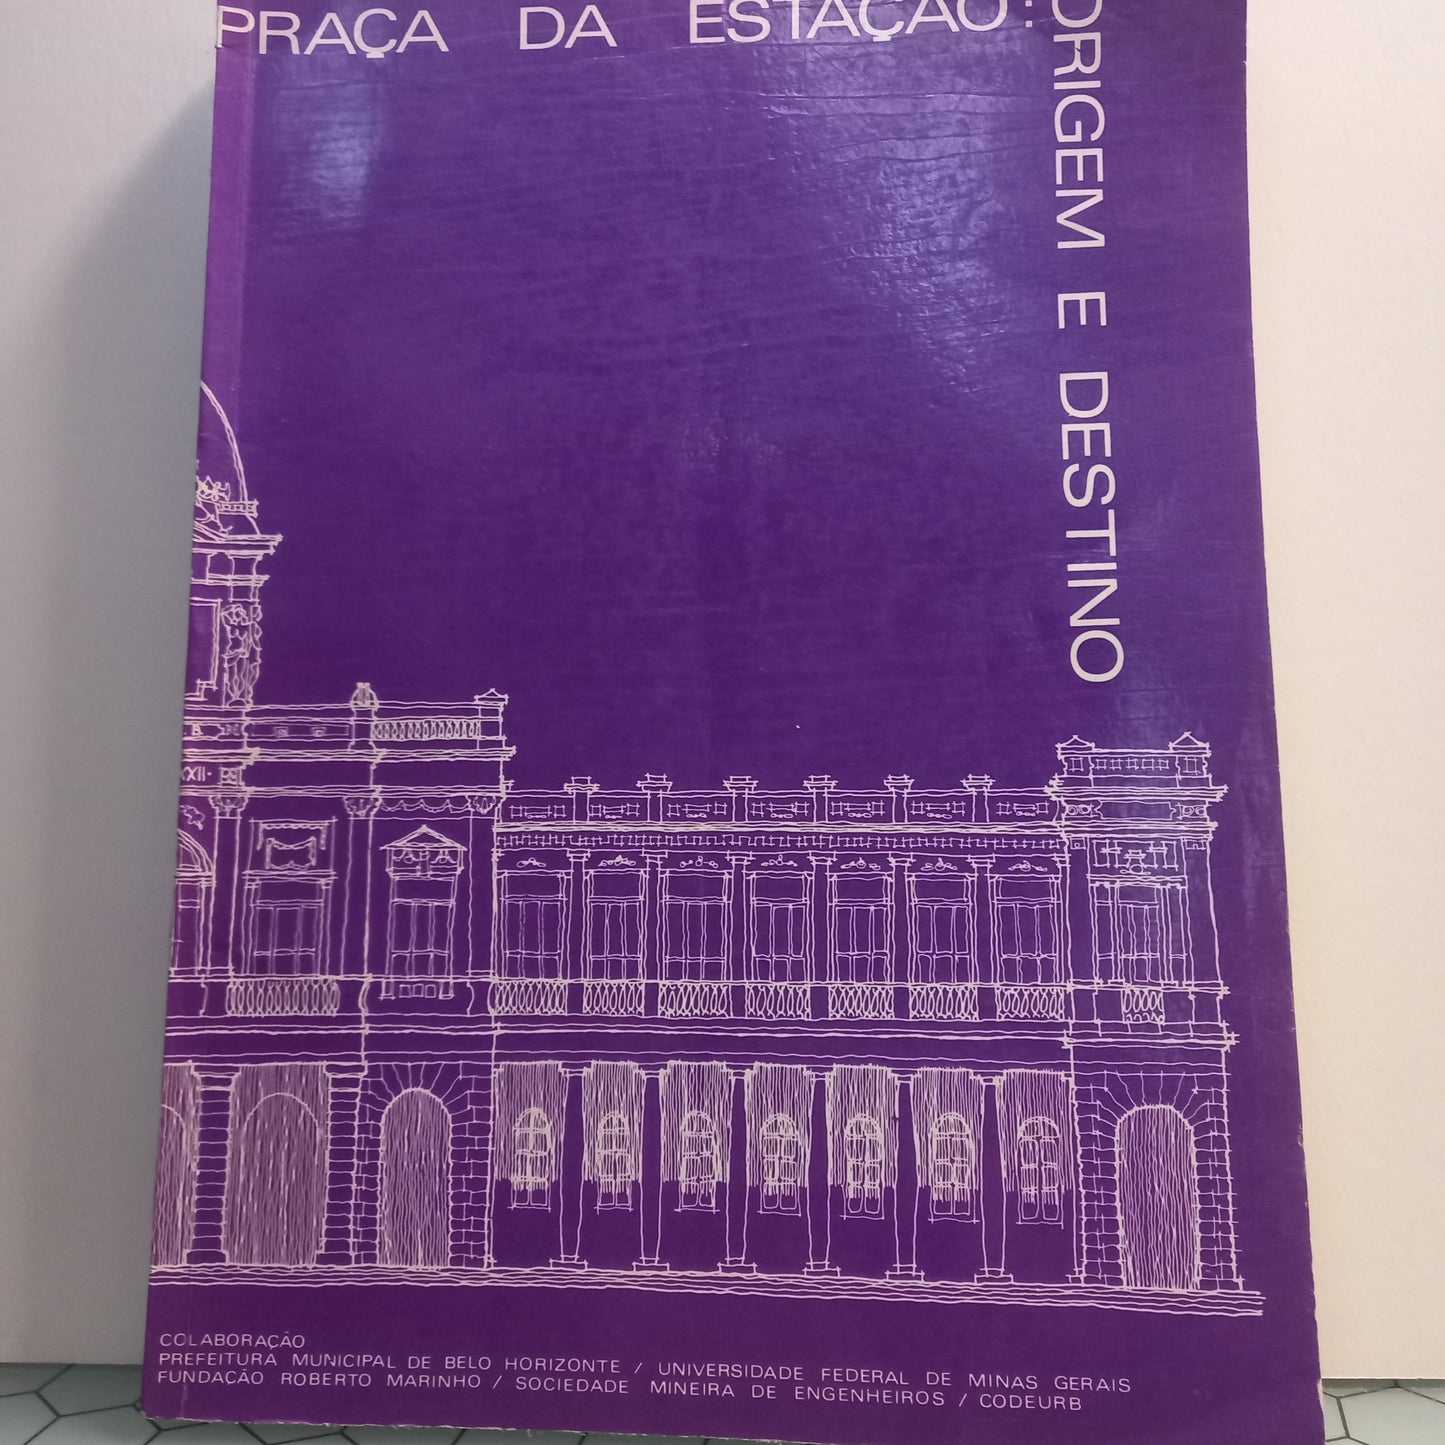 PRAÇA DA ESTAÇÃO:
ORIGEM E DESTINO
COLABORAÇÃO
PREFEITURA MUNICIPAL DE BELO HORIZONTE / UNIVERSIDADE FEDERAL DE MINAS GERAIS
FUNDAÇÃO ROBERTO MARINHO / SOCIEDADE MINEIRA DE ENGENHEIROS / CODEURB